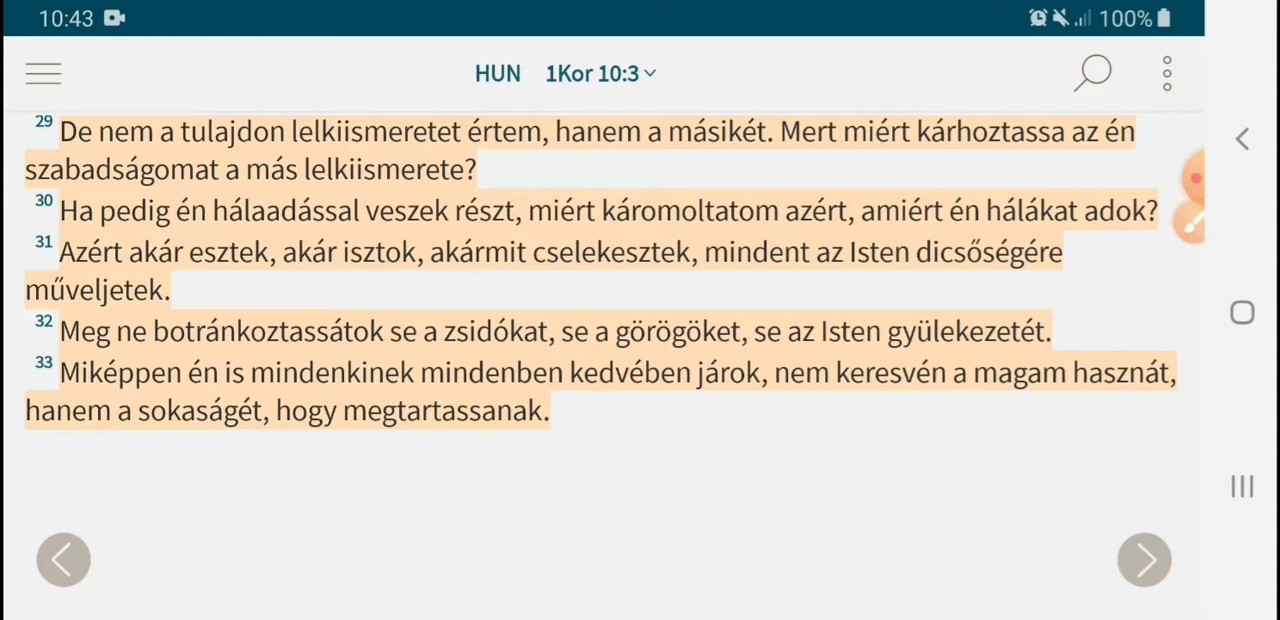 10:43 100%
HUN 1Kor 10:3
29 De nem a tulajdon lelkiismeretet értem, hanem a másikét. Mert miért kárhoztassa az én
szabadságomat a más lelkiismerete?
30 Ha pedig én hálaadással veszek részt, miért káromoltatom azért, amiért én hálákat adok?
31 Azért akár esztek, akár isztok, akármit cselekesztek, mindent az Isten dicsőségére
műveljetek.
32 Meg ne botránkoztassátok se a zsidókat, se a görögöket, se az Isten gyülekezetét.
33 Miképpen én is mindenkinek mindenben kedvében járok, nem keresvén a magam hasznát,
hanem a sokaságét, hogy megtartassanak.